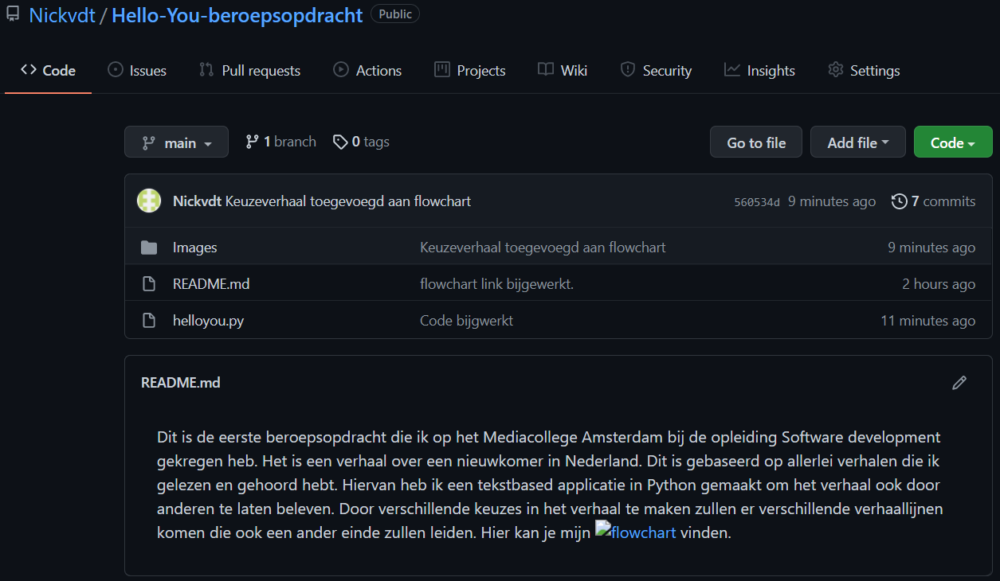 Nickvdt / Hello-You-beroepsopdracht Public
Code Issues Pull requests Actions Projects Wiki Security Insights Settings
main 1 branch 0 tags Go to file Add file Code
Nickvdt Keuzeverhaal toegevoegd aan flowchart 560534d 9 minutes ago 7 commits
Images Keuzeverhaal toegevoegd aan flowchart 9 minutes ago
README.md flowchart link bijgewerkt. 2 hours ago
helloyou.py Code bijgwerkt 11 minutes ago
README.md
Dit is de eerste beroepsopdracht die ik op het Mediacollege Amsterdam bij de opleiding Software development
gekregen heb. Het is een verhaal over een nieuwkomer in Nederland. Dit is gebaseerd op allerlei verhalen die ik
gelezen en gehoord hebt. Hiervan heb ik een tekstbased applicatie in Python gemaakt om het verhaal ook door
anderen te laten beleven. Door verschillende keuzes in het verhaal te maken zullen er verschillende verhaallijnen
komen die ook een ander einde zullen leiden. Hier kan je mijn flowchart vinden.